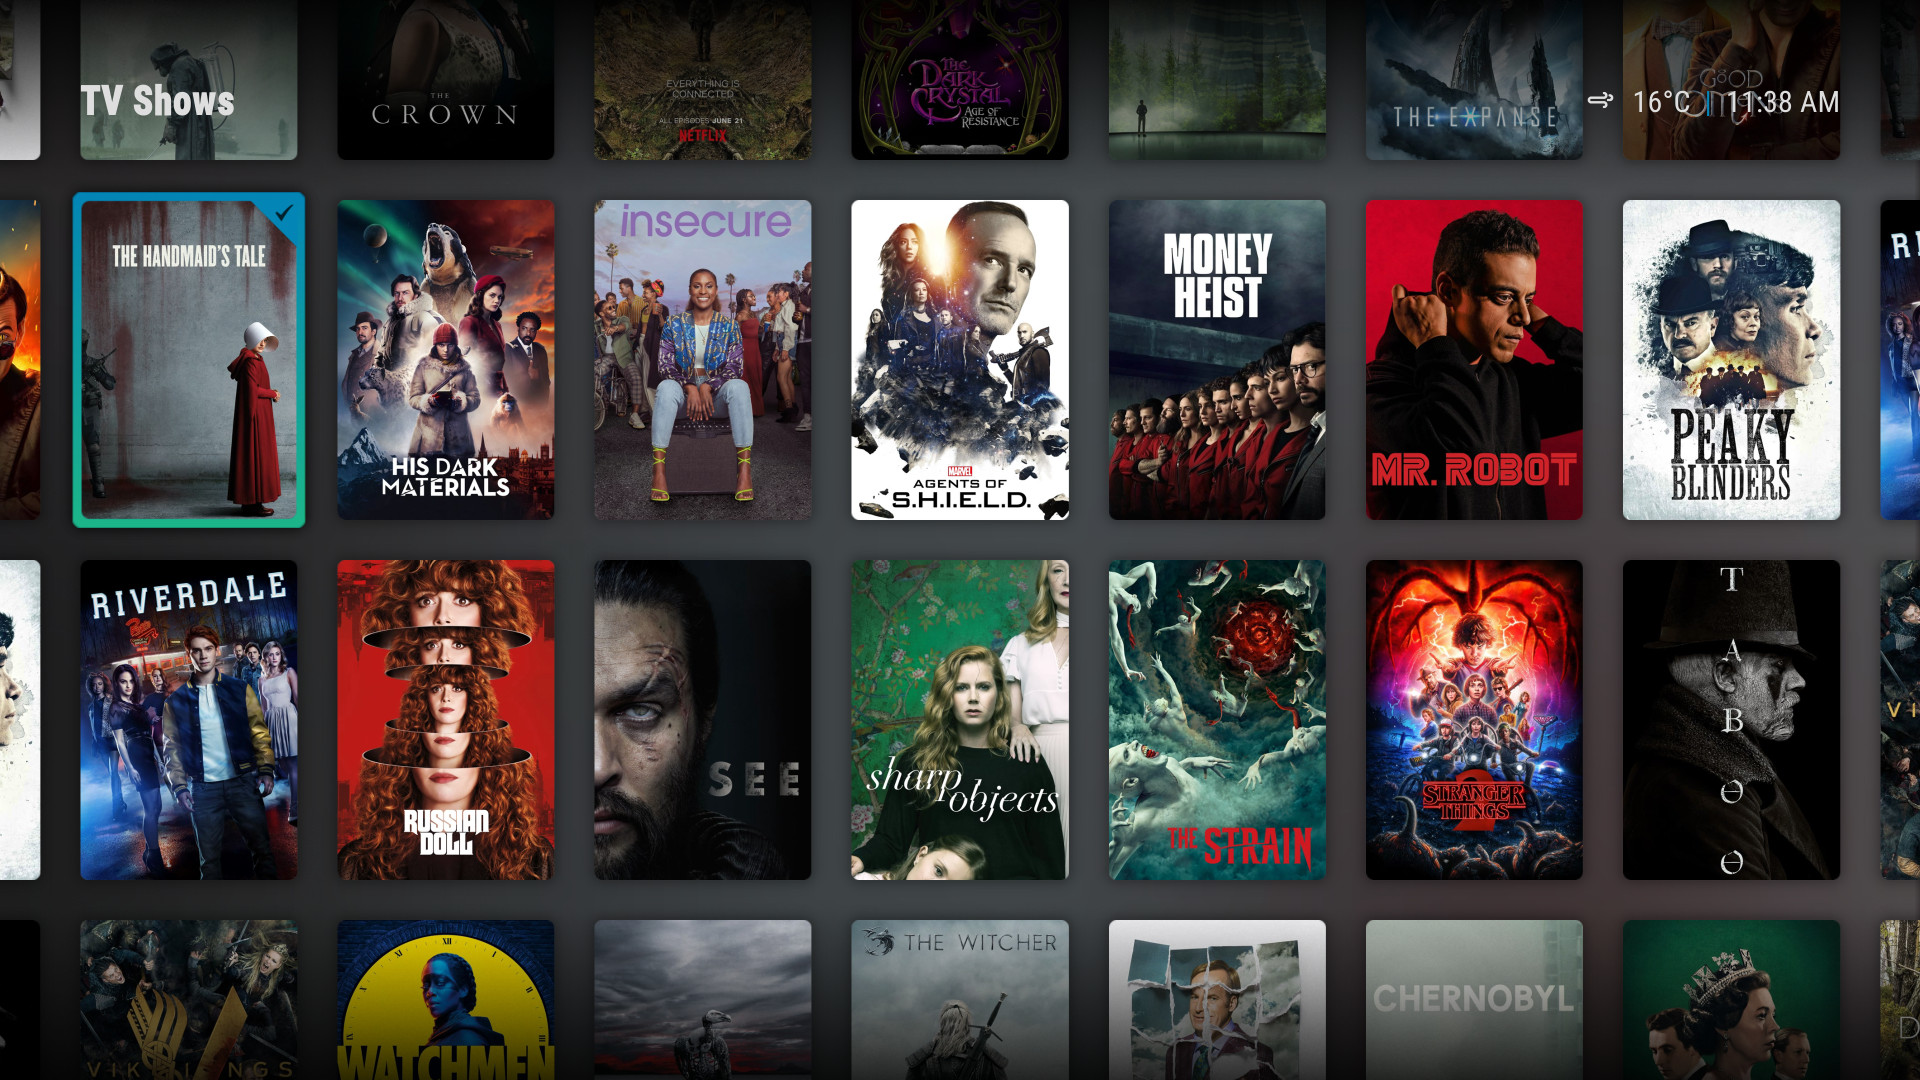 TV Shows
THE
CROWN
EVERYTHING IS
CONNECTED
ALL EPISODES JUNE 21
NETFLIX
THE
DARK
CRYSTAL
AGE OF
RESISTANCE
THE EXPANSE
GOOD
16°C 11:38 AM
THE HANDMAID'S TALE
HIS DARK
MATERIALS
insecure
MARVEL
AGENTS OF
S.H.I.E.L.D.
MONEY
HEIST
MR. ROBOT
PEAKY
BLINDERS
R
RIVERDALE
RUSSIAN
DOLL
SEE
sharp
objects
THE STRAIN
STRANGER
THINGS
2
T
A
B
O
O
VI
VIKINGS
XII
WATCHMEN
THE WITCHER
CHERNOBYL
D